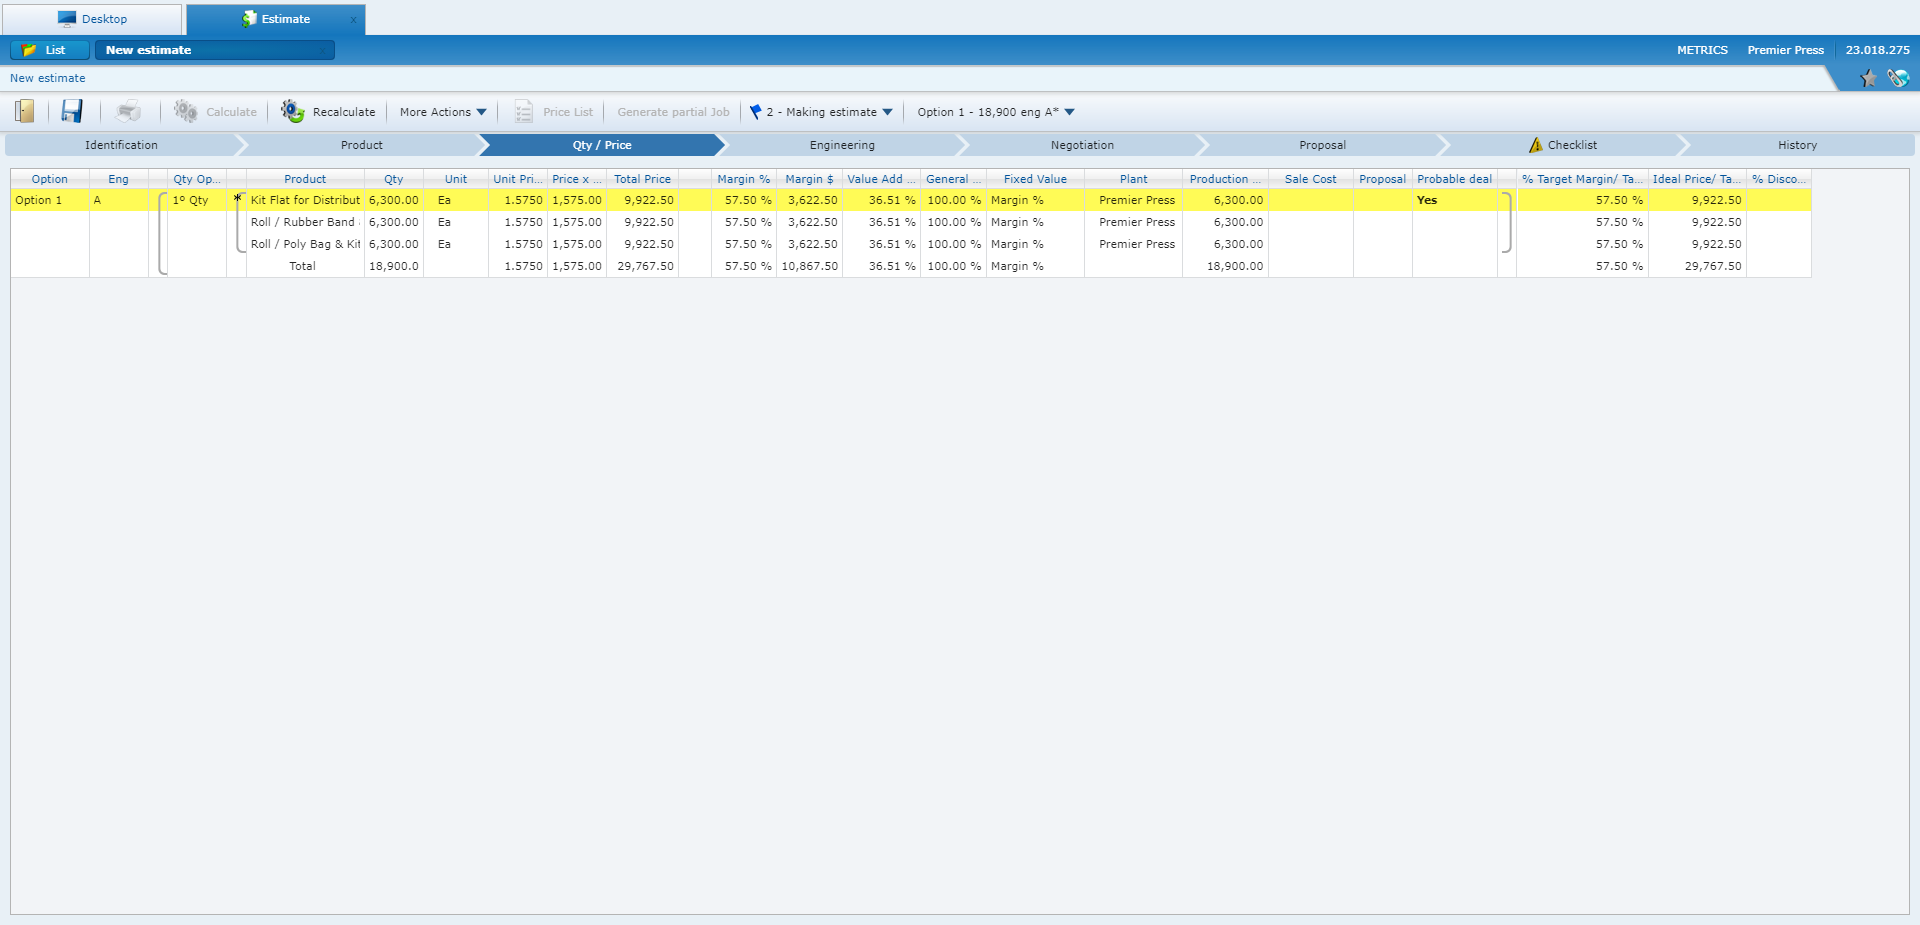 Desktop
Estimate
x
List
New estimate
x
METRICS
Premier Press
23.018.275
New estimate
Calculate
Recalculate
More Actions
Price List
Generate partial Job
2 - Making estimate
Option 1 - 18,900 eng A*
Identification
Product
Qty / Price
Engineering
Negotiation
Proposal
Checklist
History
Option Eng Qty Op... Product Qty Unit Unit Pri... Price x ... Total Price Margin % Margin $ Value Add ... General ... Fixed Value Plant Production ... Sale Cost Proposal Probable deal % Target Margin/ Ta... Ideal Price/ Ta... % Disco...
Option 1 A 1º Qty * Kit Flat for Distribut 6,300.00 Ea 1.5750 1,575.00 9,922.50 57.50 % 3,622.50 36.51 % 100.00 % Margin % Premier Press 6,300.00 Yes 57.50 % 9,922.50
Roll / Rubber Band 6,300.00 Ea 1.5750 1,575.00 9,922.50 57.50 % 3,622.50 36.51 % 100.00 % Margin % Premier Press 6,300.00 57.50 % 9,922.50
Roll / Poly Bag & Kit 6,300.00 Ea 1.5750 1,575.00 9,922.50 57.50 % 3,622.50 36.51 % 100.00 % Margin % Premier Press 6,300.00 57.50 % 9,922.50
Total 18,900.0 1.5750 1,575.00 29,767.50 57.50 % 10,867.50 36.51 % 100.00 % Margin % 18,900.00 57.50 % 29,767.50